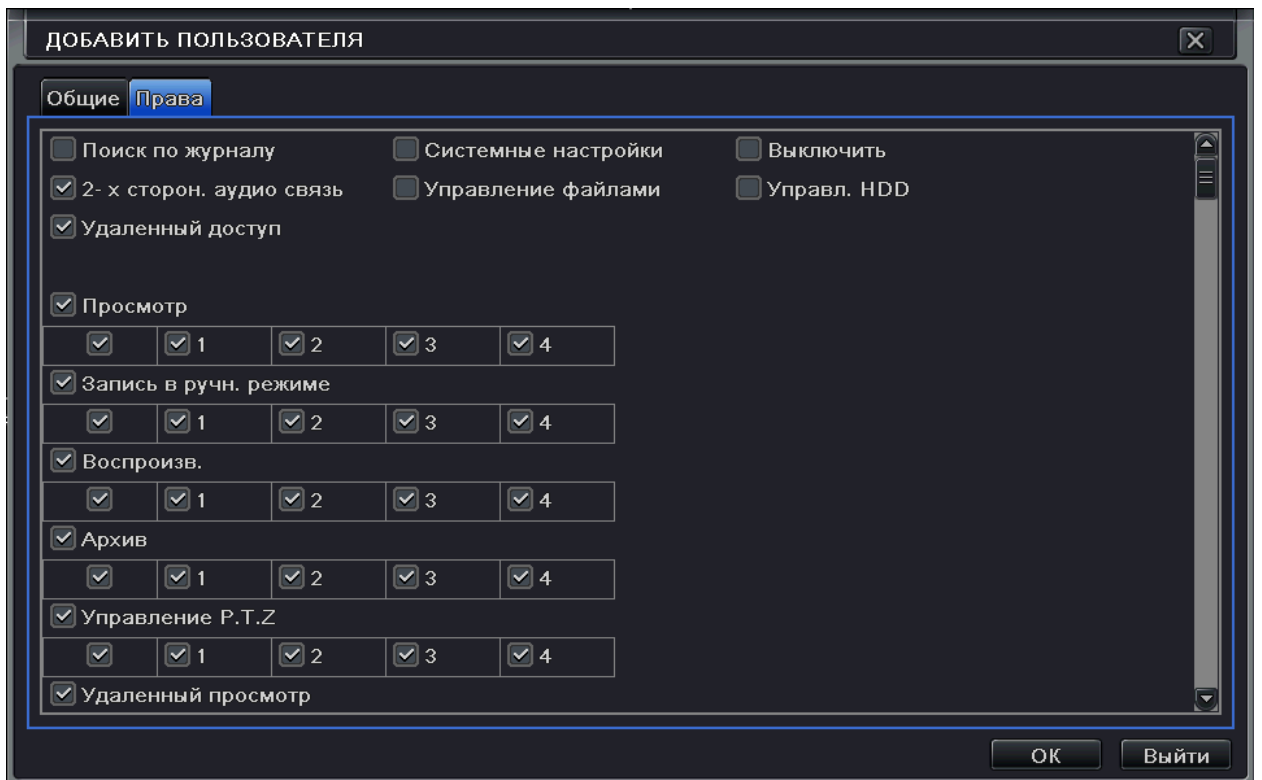 ДОБАВИТЬ ПОЛЬЗОВАТЕЛЯ
Общие Права
Поиск по журналу Системные настройки Выключить
2- х сторон. аудио связь Управление файлами Управл. HDD
Удаленный доступ
Просмотр
1 2 3 4
Запись в ручн. режиме
1 2 3 4
Воспроизв.
1 2 3 4
Архив
1 2 3 4
Управление P.T.Z
1 2 3 4
Удаленный просмотр
ОК Выйти